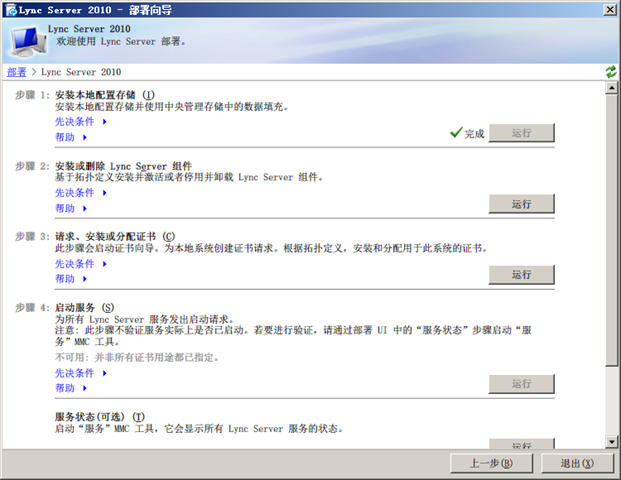 Lync Server 2010 - 部署向导
Lync Server 2010
欢迎使用 Lync Server 部署。
部署 > Lync Server 2010
步骤 1: 安装本地配置存储 (I)
安装本地配置存储并使用中央管理存储中的数据填充。
先决条件
帮助
完成 运行
步骤 2: 安装或删除 Lync Server 组件
基于拓扑定义安装并激活或者停用并卸载 Lync Server 组件。
先决条件
帮助
运行
步骤 3: 请求、安装或分配证书 (C)
此步骤会启动证书向导。为本地系统创建证书请求。根据拓扑定义，安装和分配用于此系统的证书。
先决条件
帮助
运行
步骤 4: 启动服务 (S)
为所有 Lync Server 服务发出启动请求。
注意: 此步骤不验证服务实际上是否已启动。若要进行验证，请通过部署 UI 中的“服务状态”步骤启动“服
务”MMC 工具。
不可用: 并非所有证书用途都已指定。
先决条件
帮助
运行
服务状态(可选) (T)
启动“服务”MMC 工具，它会显示所有 Lync Server 服务的状态。
运行
上一步(B) 退出(X)